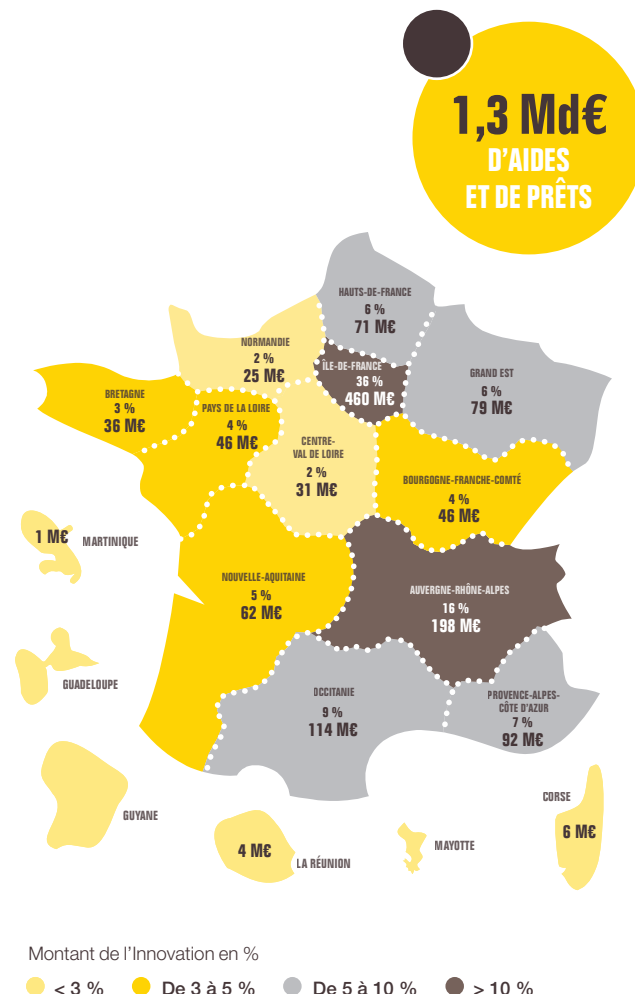 1,3 Md€
D'AIDES
ET DE PRÊTS
HAUTS-DE-FRANCE
6 %
71 M€
NORMANDIE
2 %
25 M€
ÎLE-DE-FRANCE
36 %
460 M€
GRAND EST
6 %
79 M€
BRETAGNE
3 %
36 M€
PAYS DE LA LOIRE
4 %
46 M€
CENTRE-
VAL DE LOIRE
2 %
31 M€
BOURGOGNE-FRANCHE-COMTÉ
4 %
46 M€
1 M€
MARTINIQUE
NOUVELLE-AQUITAINE
5 %
62 M€
AUVERGNE-RHÔNE-ALPES
16 %
198 M€
GUADELOUPE
OCCITANIE
9 %
114 M€
PROVENCE-ALPES-
CÔTE D'AZUR
7 %
92 M€
GUYANE
4 M€
LA RÉUNION
MAYOTTE
CORSE
6 M€
Montant de l'Innovation en %
< 3 % De 3 à 5 % De 5 à 10 % > 10 %